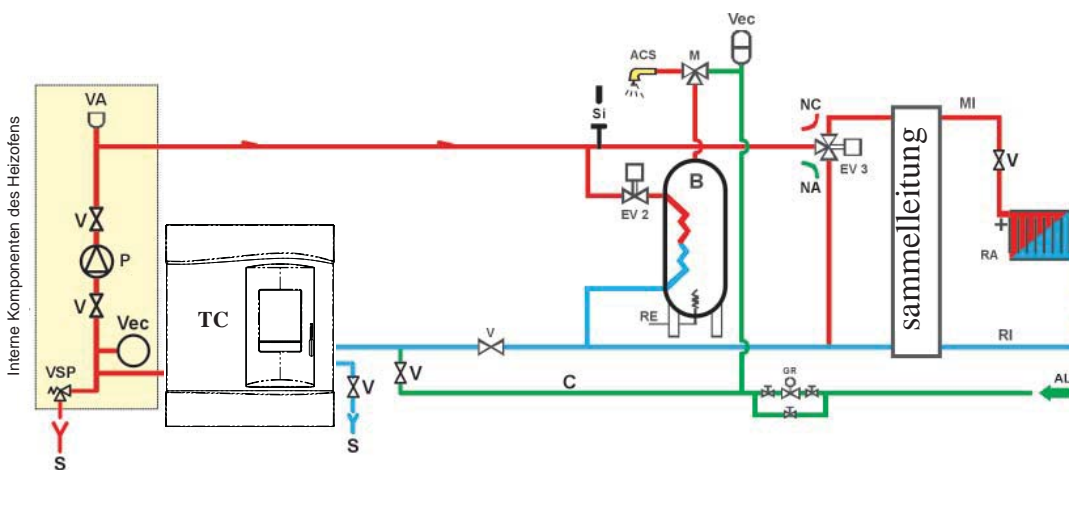 Interne Komponenten des Heizofens
VA
V
P
V
Vec
VSP
S
TC
V
S
V
V
C
ACS
M
Vec
Si
EV 2
B
RE
GR
NC
NA
EV 3
sammelleitung
MI
V
+
RA
RI
AL